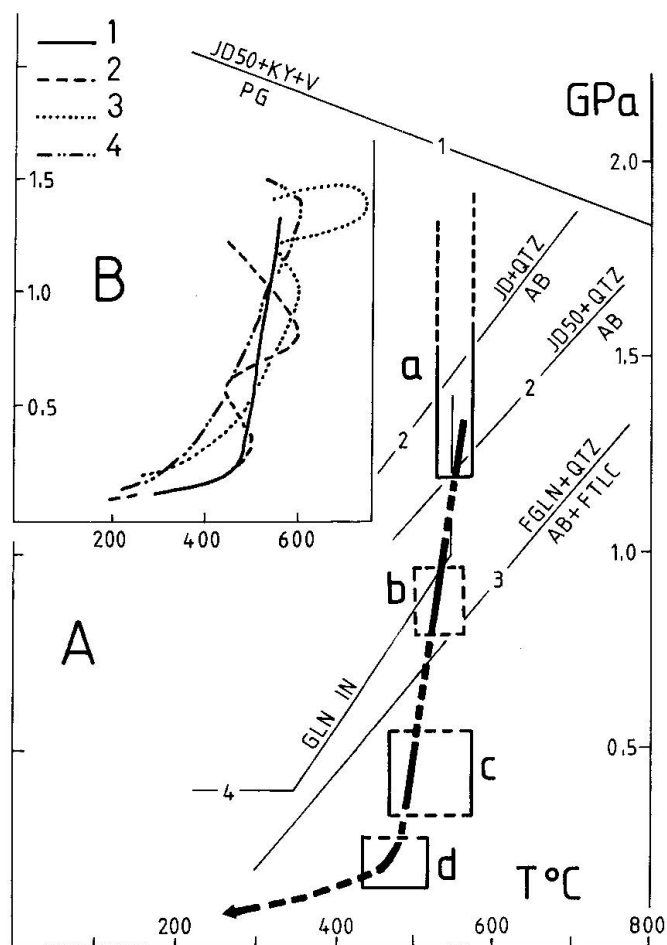 1
2
3
4
JD50+KY+V
PG
1
GPa
2.0
1.5
1.0
0.5
B
200
400
600
JD+QTZ
AB
2
JD50+QTZ
AB
2
a
1.5
FGLN+QTZ
AB+FTLC
3
1.0
b
A
GLN IN
4
0.5
c
d
T°C
200
400
600
800